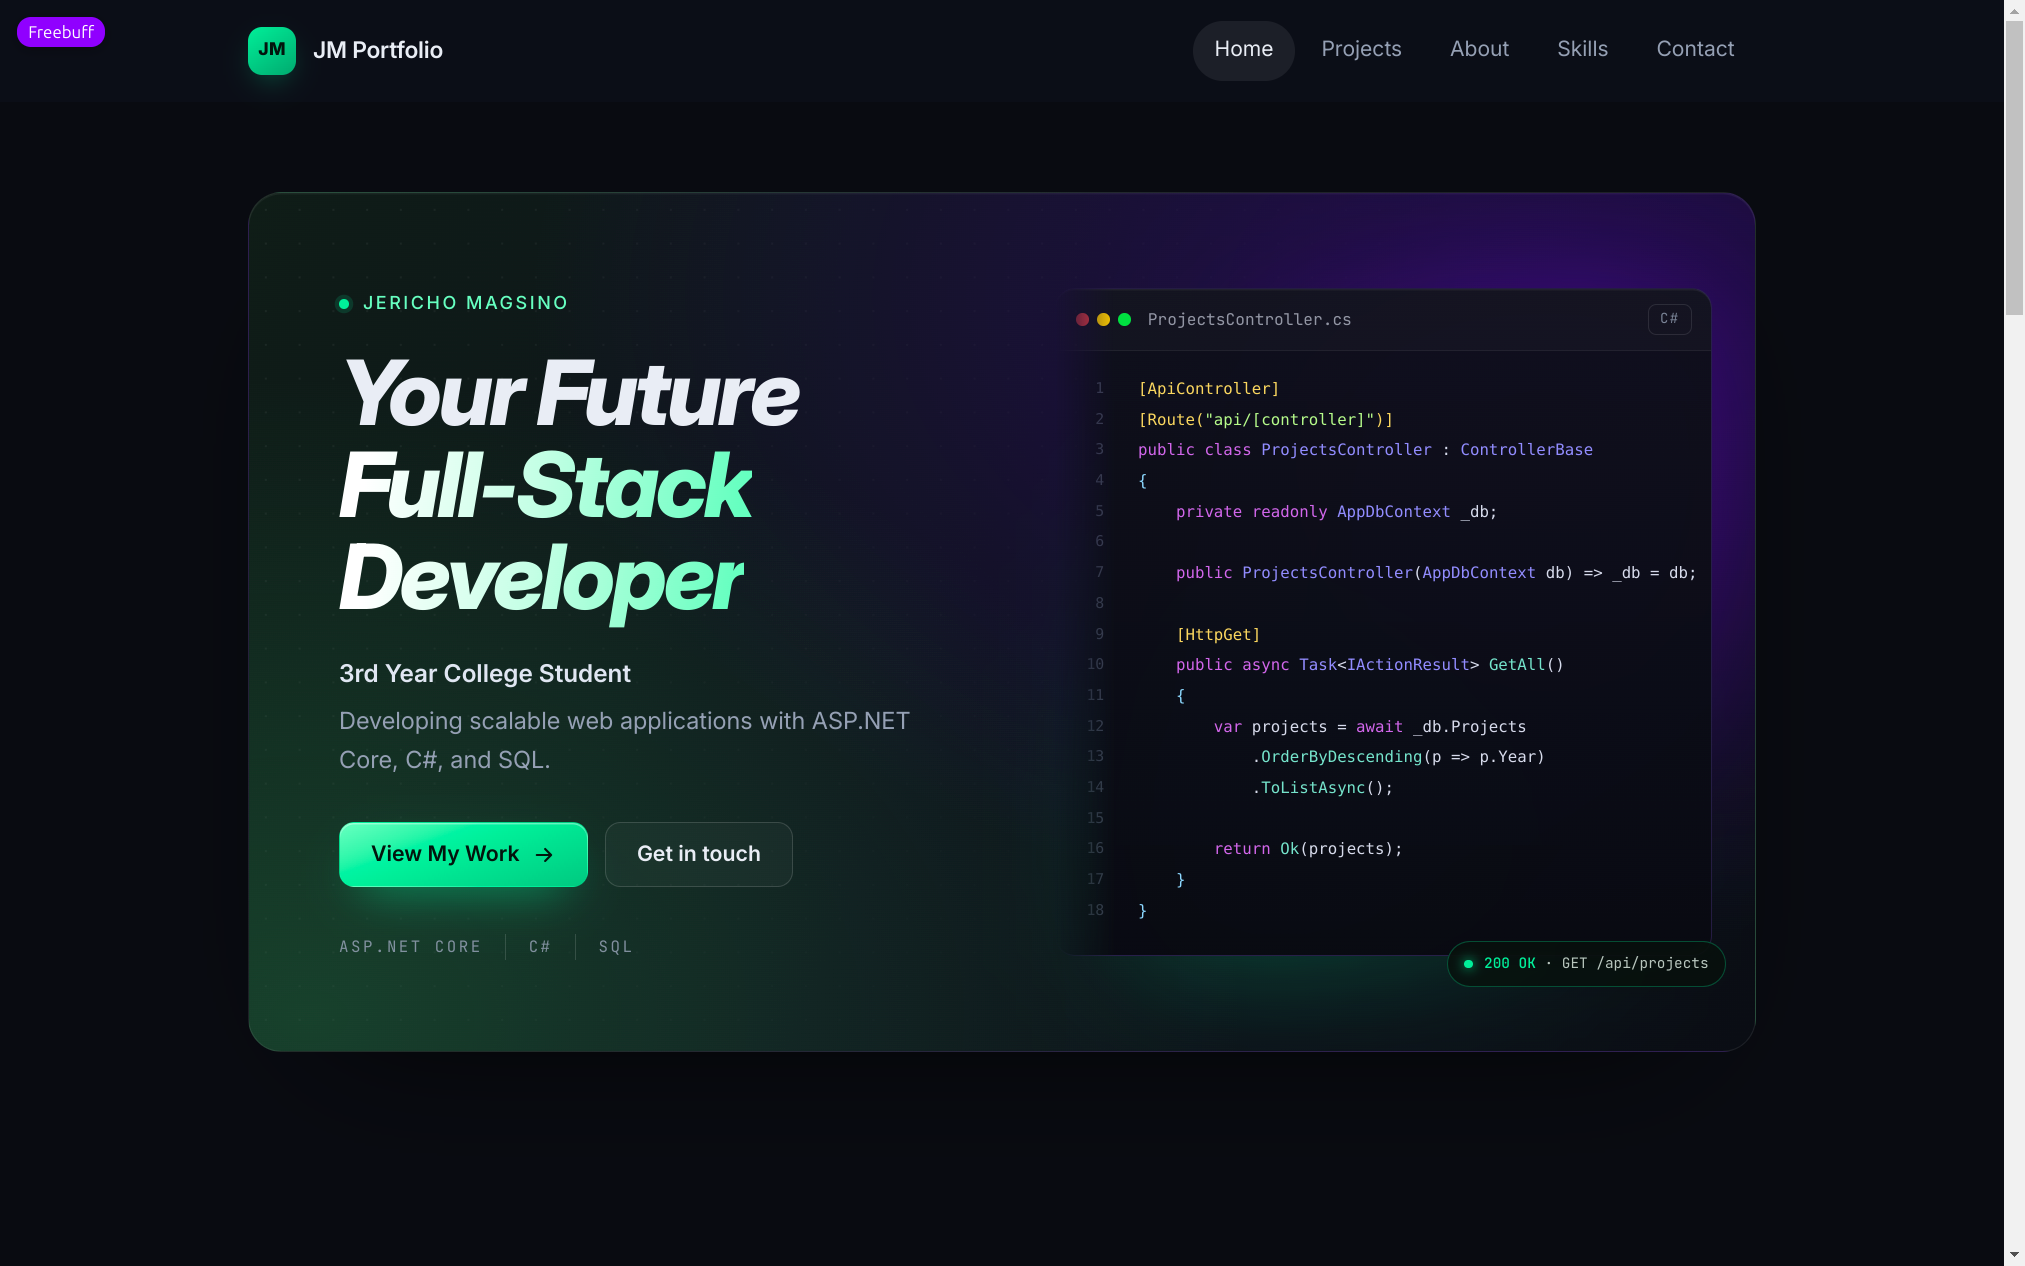 Freebuff
JM
JM Portfolio
Home
Projects
About
Skills
Contact
JERICHO MAGSINO
Your Future
Full-Stack
Developer
3rd Year College Student
Developing scalable web applications with ASP.NET
Core, C#, and SQL.
View My Work →
Get in touch
ASP.NET CORE
C#
SQL
ProjectsController.cs
C#
1 [ApiController]
2 [Route("api/[controller]")]
3 public class ProjectsController : ControllerBase
4 {
5     private readonly AppDbContext _db;
6
7     public ProjectsController(AppDbContext db) => _db = db;
8
9     [HttpGet]
10     public async Task<IActionResult> GetAll()
11     {
12         var projects = await _db.Projects
13             .OrderByDescending(p => p.Year)
14             .ToListAsync();
15
16         return Ok(projects);
17     }
18 }
200 OK · GET /api/projects